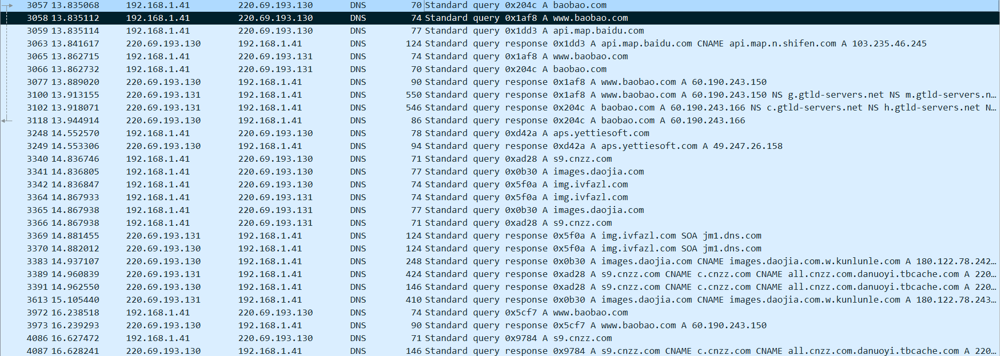 3057 13.835068 192.168.1.41 220.69.193.130 DNS 70 Standard query 0x204c A baobao.com
3058 13.835112 192.168.1.41 220.69.193.130 DNS 74 Standard query 0x1af8 A www.baobao.com
3059 13.835114 192.168.1.41 220.69.193.130 DNS 77 Standard query 0x1dd3 A api.map.baidu.com
3063 13.841617 220.69.193.130 192.168.1.41 DNS 124 Standard query response 0x1dd3 A api.map.baidu.com CNAME api.map.n.shifen.com A 103.235.46.245
3065 13.862715 192.168.1.41 220.69.193.131 DNS 74 Standard query 0x1af8 A www.baobao.com
3066 13.862732 192.168.1.41 220.69.193.131 DNS 70 Standard query 0x204c A baobao.com
3077 13.889020 220.69.193.130 192.168.1.41 DNS 90 Standard query response 0x1af8 A www.baobao.com A 60.190.243.150
3100 13.913155 220.69.193.131 192.168.1.41 DNS 550 Standard query response 0x1af8 A www.baobao.com A 60.190.243.150 NS g.gtld-servers.net NS m.gtld-servers.n…
3102 13.918071 220.69.193.131 192.168.1.41 DNS 546 Standard query response 0x204c A baobao.com A 60.190.243.166 NS c.gtld-servers.net NS h.gtld-servers.net N…
3118 13.944914 220.69.193.130 192.168.1.41 DNS 86 Standard query response 0x204c A baobao.com A 60.190.243.166
3248 14.552570 192.168.1.41 220.69.193.130 DNS 78 Standard query 0xd42a A aps.yettiesoft.com
3249 14.553306 220.69.193.130 192.168.1.41 DNS 94 Standard query response 0xd42a A aps.yettiesoft.com A 49.247.26.158
3340 14.836746 192.168.1.41 220.69.193.130 DNS 71 Standard query 0xad28 A s9.cnzz.com
3341 14.836805 192.168.1.41 220.69.193.130 DNS 77 Standard query 0x0b30 A images.daojia.com
3342 14.836847 192.168.1.41 220.69.193.130 DNS 74 Standard query 0x5f0a A img.ivfazl.com
3364 14.867933 192.168.1.41 220.69.193.131 DNS 74 Standard query 0x5f0a A img.ivfazl.com
3365 14.867938 192.168.1.41 220.69.193.131 DNS 77 Standard query 0x0b30 A images.daojia.com
3366 14.867938 192.168.1.41 220.69.193.131 DNS 71 Standard query 0xad28 A s9.cnzz.com
3369 14.881455 220.69.193.131 192.168.1.41 DNS 124 Standard query response 0x5f0a A img.ivfazl.com SOA jm1.dns.com
3370 14.882012 220.69.193.130 192.168.1.41 DNS 124 Standard query response 0x5f0a A img.ivfazl.com SOA jm1.dns.com
3383 14.937107 220.69.193.130 192.168.1.41 DNS 248 Standard query response 0x0b30 A images.daojia.com CNAME images.daojia.com.w.kunlunle.com A 180.122.78.242…
3389 14.960839 220.69.193.131 192.168.1.41 DNS 424 Standard query response 0xad28 A s9.cnzz.com CNAME c.cnzz.com CNAME all.cnzz.com.danuoyi.tbcache.com A 220…
3391 14.962550 220.69.193.130 192.168.1.41 DNS 146 Standard query response 0xad28 A s9.cnzz.com CNAME c.cnzz.com CNAME all.cnzz.com.danuoyi.tbcache.com A 220…
3613 15.105440 220.69.193.131 192.168.1.41 DNS 410 Standard query response 0x0b30 A images.daojia.com CNAME images.daojia.com.w.kunlunle.com A 180.122.78.243…
3972 16.238518 192.168.1.41 220.69.193.130 DNS 74 Standard query 0x5cf7 A www.baobao.com
3973 16.239293 220.69.193.130 192.168.1.41 DNS 90 Standard query response 0x5cf7 A www.baobao.com A 60.190.243.150
4086 16.627472 192.168.1.41 220.69.193.130 DNS 71 Standard query 0x9784 A s9.cnzz.com
4087 16.628241 220.69.193.130 192.168.1.41 DNS 146 Standard query response 0x9784 A s9.cnzz.com CNAME c.cnzz.com CNAME all.cnzz.com.danuoyi.tbcache.com A 220…